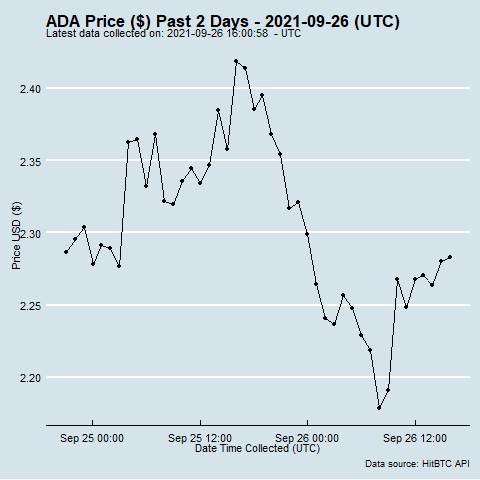 ADA Price ($) Past 2 Days - 2021-09-26 (UTC)
Latest data collected on: 2021-09-26 16:00:58  - UTC
2.40
2.35
2.30
2.25
2.20
Price USD ($)
Sep 25 00:00
Sep 25 12:00
Sep 26 00:00
Sep 26 12:00
Date Time Collected (UTC)
Data source: HitBTC API